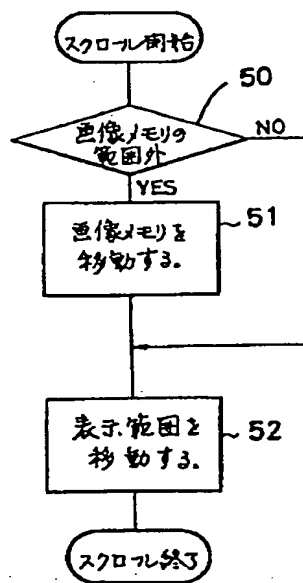 スクロール開始
50
画像メモリの
範囲外
NO
YES
51
画像メモリを
移動する。
52
表示範囲を
移動する。
スクロール終了